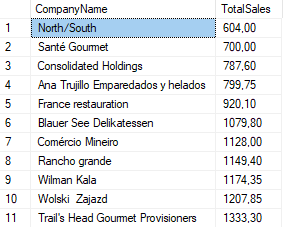 CompanyName TotalSales
1 North/South 604,00
2 Santé Gourmet 700,00
3 Consolidated Holdings 787,60
4 Ana Trujillo Emparedados y helados 799,75
5 France restauration 920,10
6 Blauer See Delikatessen 1079,80
7 Comércio Mineiro 1128,00
8 Rancho grande 1149,40
9 Wilman Kala 1174,35
10 Wolski Zajazd 1207,85
11 Trail's Head Gourmet Provisioners 1333,30